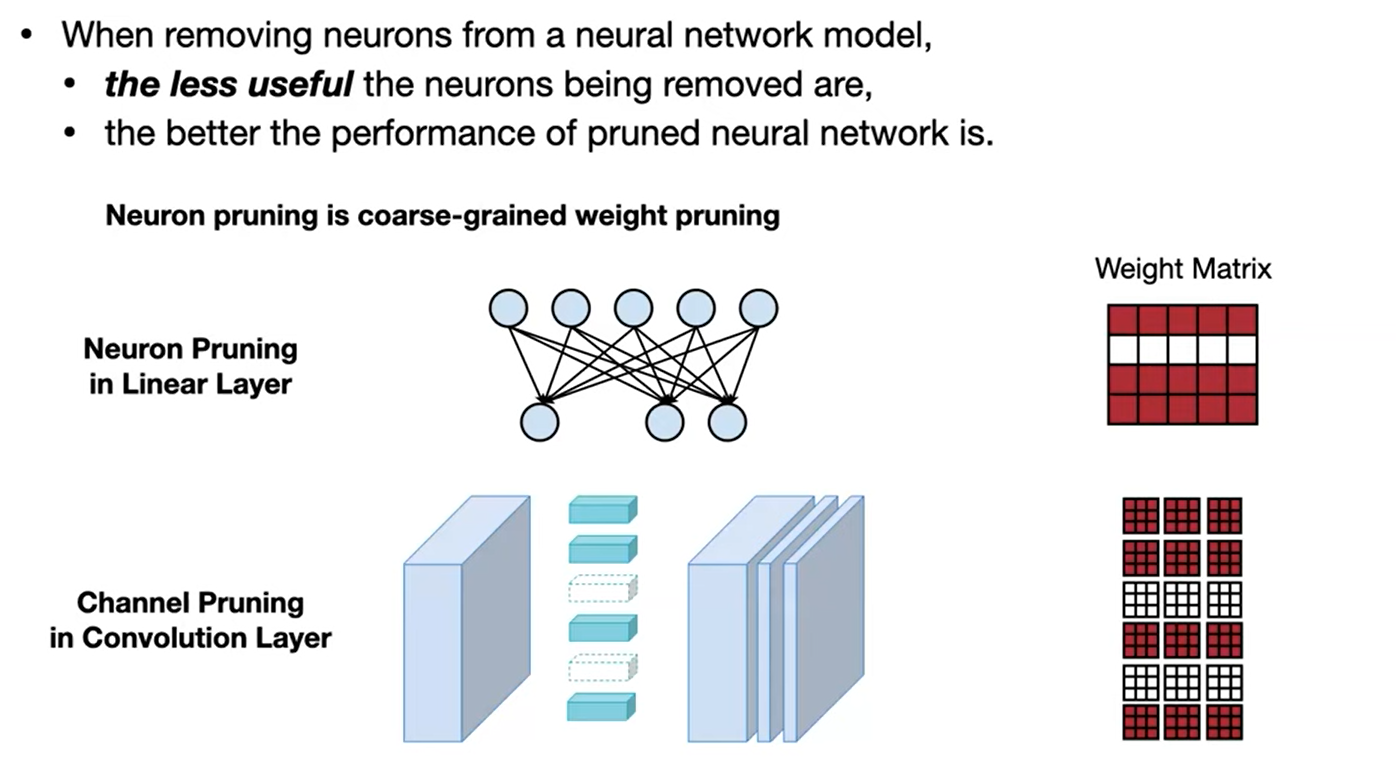 • When removing neurons from a neural network model,
• the less useful the neurons being removed are,
• the better the performance of pruned neural network is.
Neuron pruning is coarse-grained weight pruning
Weight Matrix
Neuron Pruning
in Linear Layer
Channel Pruning
in Convolution Layer